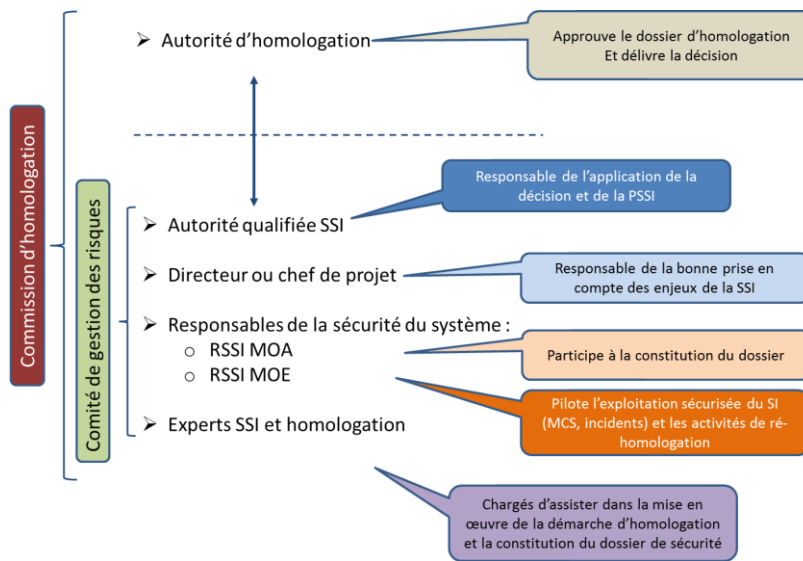 Commission d'homologation
Comité de gestion des risques
➢ Autorité d'homologation
Approuve le dossier d'homologation
Et délivre la décision
Responsable de l'application de la
décision et de la PSSI
➢ Autorité qualifiée SSI
➢ Directeur ou chef de projet
Responsable de la bonne prise en
compte des enjeux de la SSI
➢ Responsables de la sécurité du système :
o RSSI MOA
Participe à la constitution du dossier
o RSSI MOE
Pilote l'exploitation sécurisée du SI
(MCS, incidents) et les activités de ré-
homologation
➢ Experts SSI et homologation
Chargés d'assister dans la mise en
œuvre de la démarche d'homologation
et la constitution du dossier de sécurité